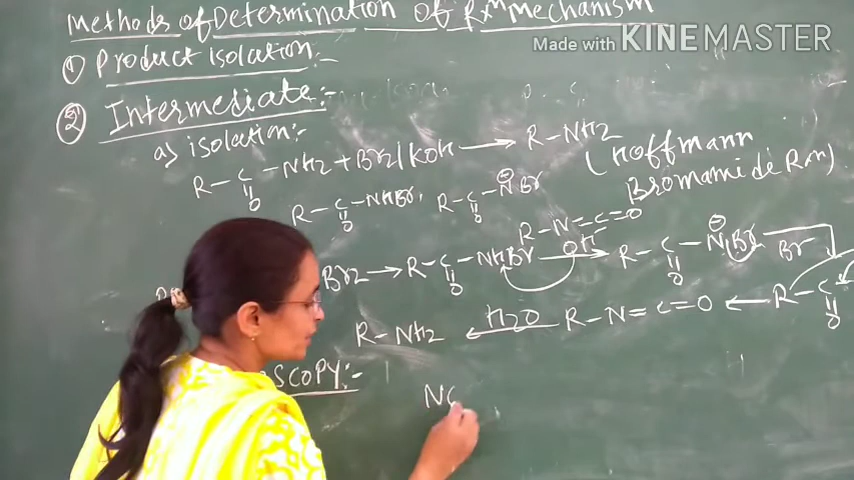 Methods of Determination of Rxn Mechanism
Made with KINEMASTER
① Product isolation:-
② Intermediate:-
a) isolation:-
R-C-NH2 + Br2/KOH → R-NH2
O
(Hoffmann Bromamide Rxn).
R-C-NHBr, R-C-N⊖Br
O O
R-N=C=O
Br2 → R-C-NHBr OH- → R-C-N⊖Br Br
O O
R-NH2 ← H2O R-N=C=O ← R-C
O
SCOPY:-